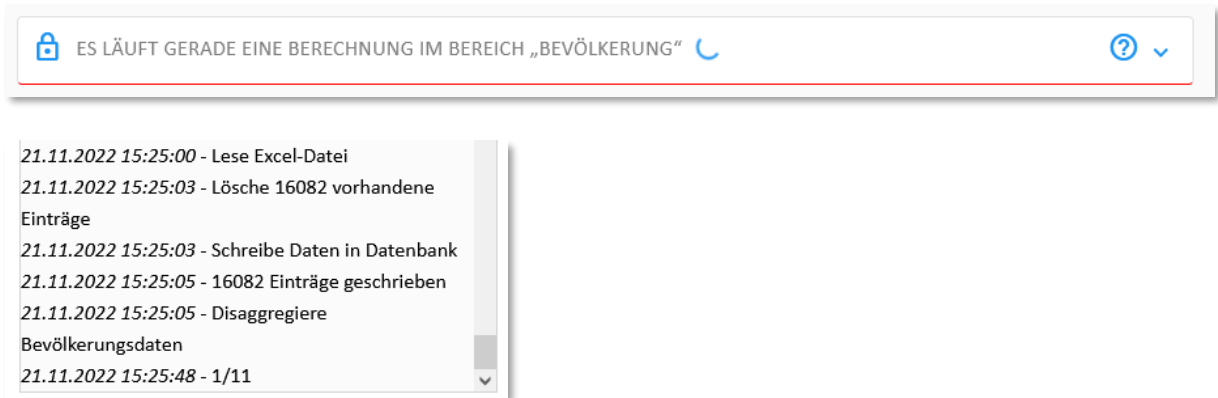 ES LÄUFT GERADE EINE BERECHNUNG IM BEREICH „BEVÖLKERUNG“
21.11.2022 15:25:00 - Lese Excel-Datei
21.11.2022 15:25:03 - Lösche 16082 vorhandene
Einträge
21.11.2022 15:25:03 - Schreibe Daten in Datenbank
21.11.2022 15:25:05 - 16082 Einträge geschrieben
21.11.2022 15:25:05 - Disaggregiere
Bevölkerungsdaten
21.11.2022 15:25:48 - 1/11